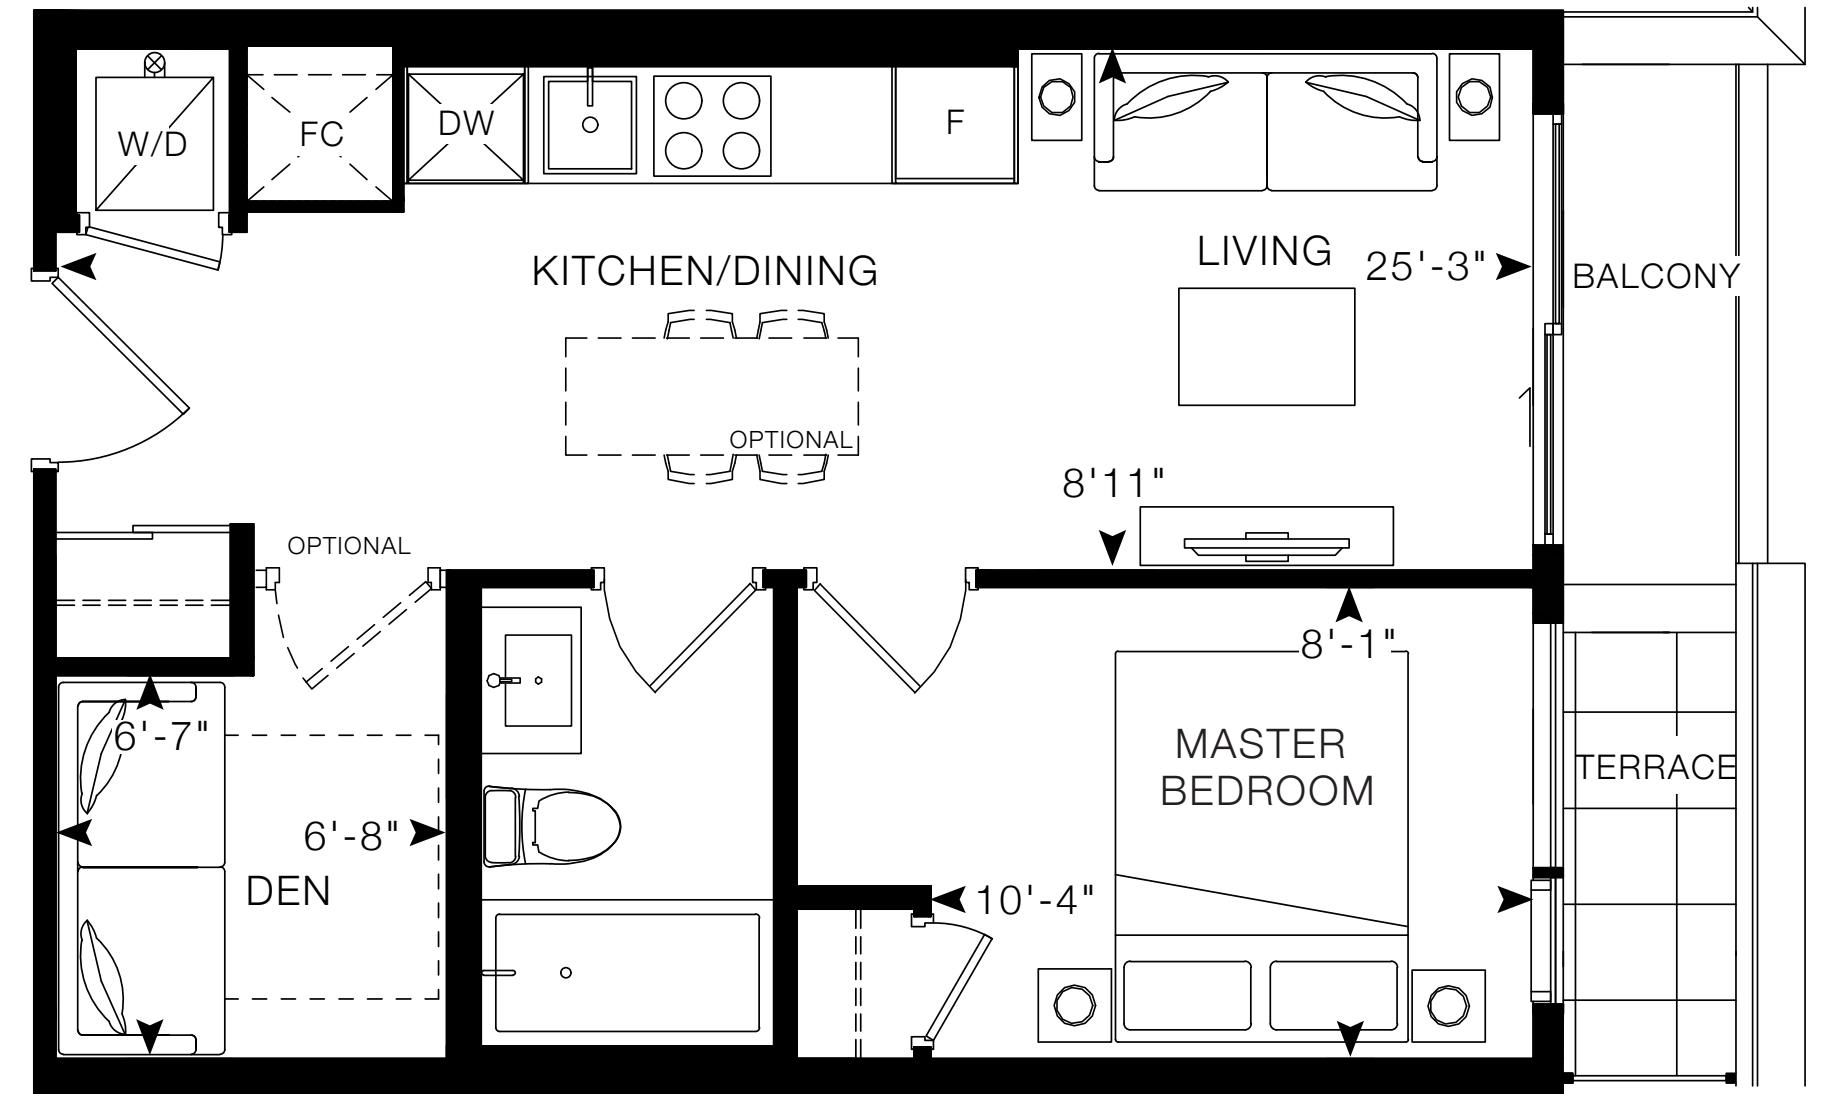 W/D
FC
DW
F
KITCHEN/DINING
LIVING
25'-3"
BALCONY
OPTIONAL
8'11"
OPTIONAL
8'-1"
6'-7"
MASTER
BEDROOM
TERRACE
6'-8"
DEN
10'-4"